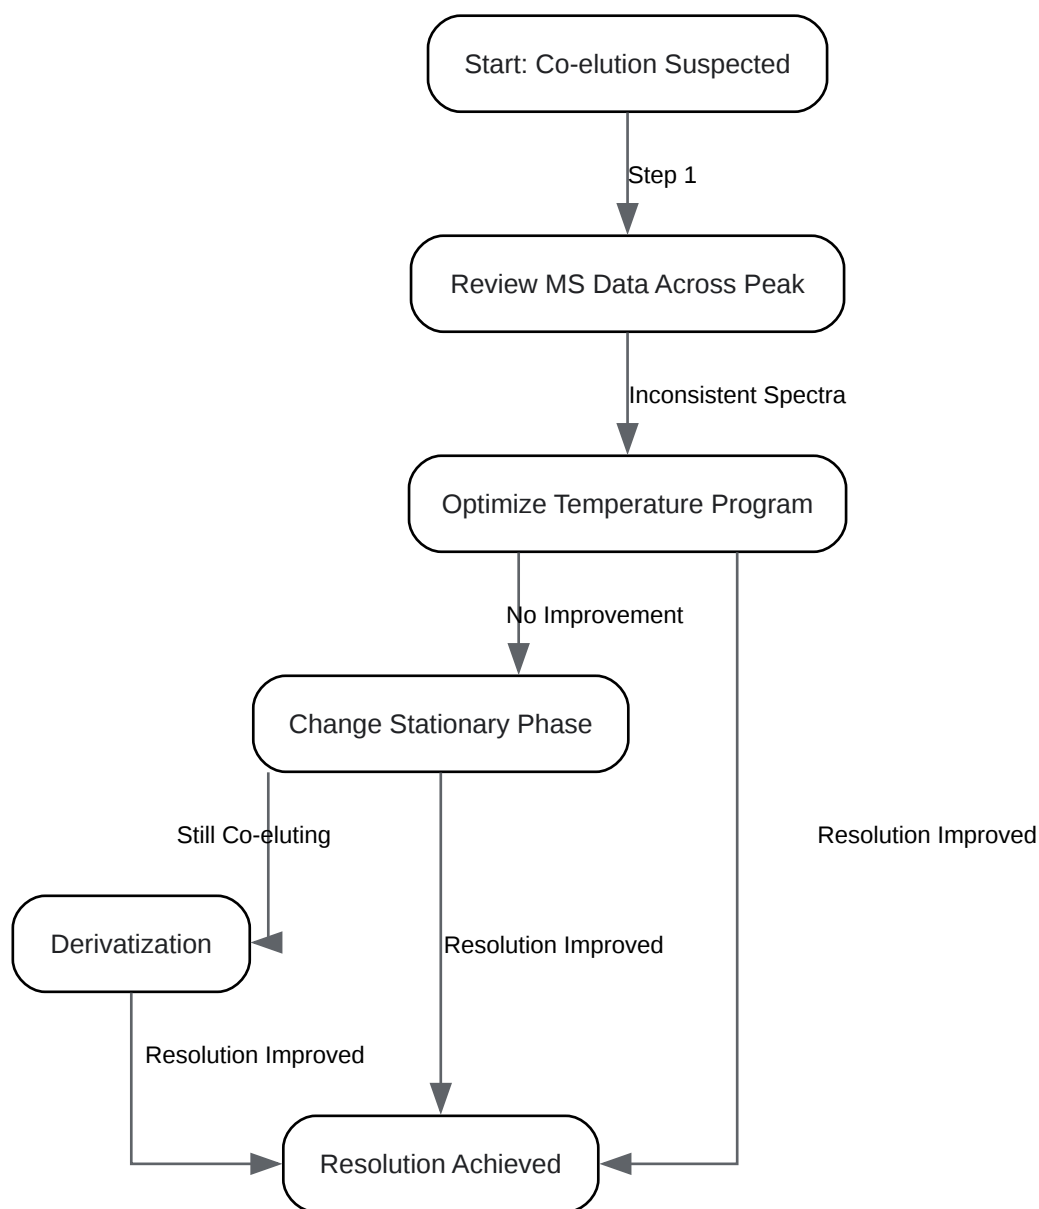 Start: Co-elution Suspected
Step 1
Review MS Data Across Peak
Inconsistent Spectra
Optimize Temperature Program
No Improvement
Change Stationary Phase
Still Co-eluting
Resolution Improved
Derivatization
Resolution Improved
Resolution Improved
Resolution Achieved